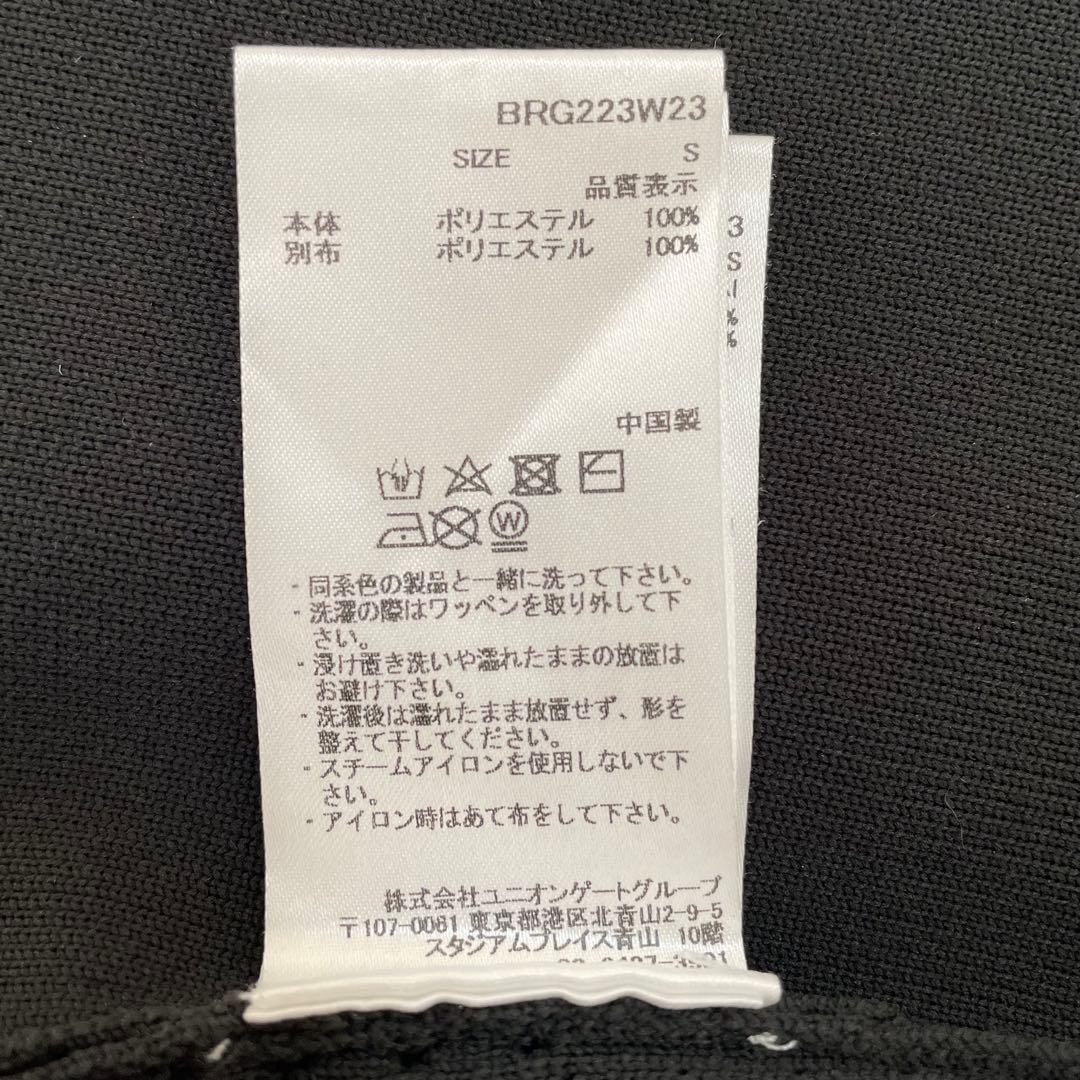 BRG223W23
SIZE S
品質表示
本体 ポリエステル 100%
別布 ポリエステル 100%
中国製
W
・同系色の製品と一緒に洗って下さい。
・洗濯の際はワッペンを取り外して下
さい。
・浸け置き洗いや濡れたままの放置は
お避け下さい。
・洗濯後は濡れたまま放置せず、形を
整えて干してください。
・スチームアイロンを使用しないで下
さい。
・アイロン時はあて布をして下さい。
株式会社ユニオンゲートグループ
〒107-0061 東京都港区北青山2-9-5
スタジアムプレイス青山 10階
3
S
%
%